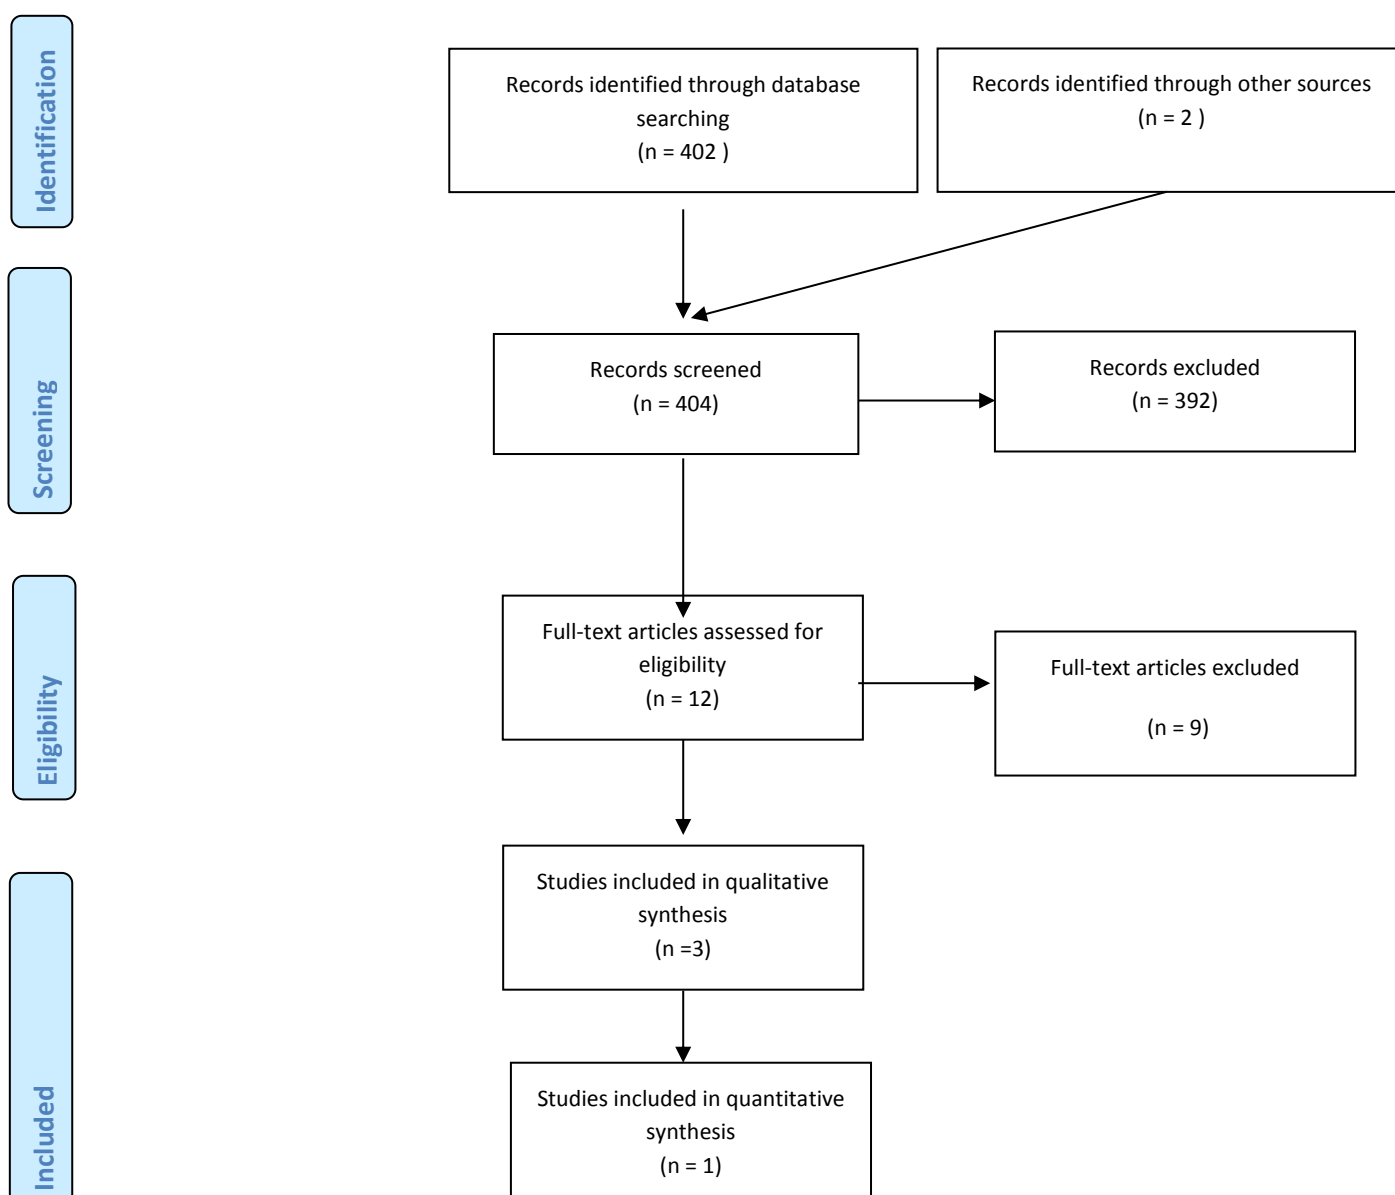 Identification
Records identified through database
searching
(n = 402 )
Records identified through other sources
(n = 2 )
Screening
Records screened
(n = 404)
Records excluded
(n = 392)
Eligibility
Full-text articles assessed for
eligibility
(n = 12)
Full-text articles excluded
(n = 9)
Included
Studies included in qualitative
synthesis
(n =3)
Studies included in quantitative
synthesis
(n = 1)